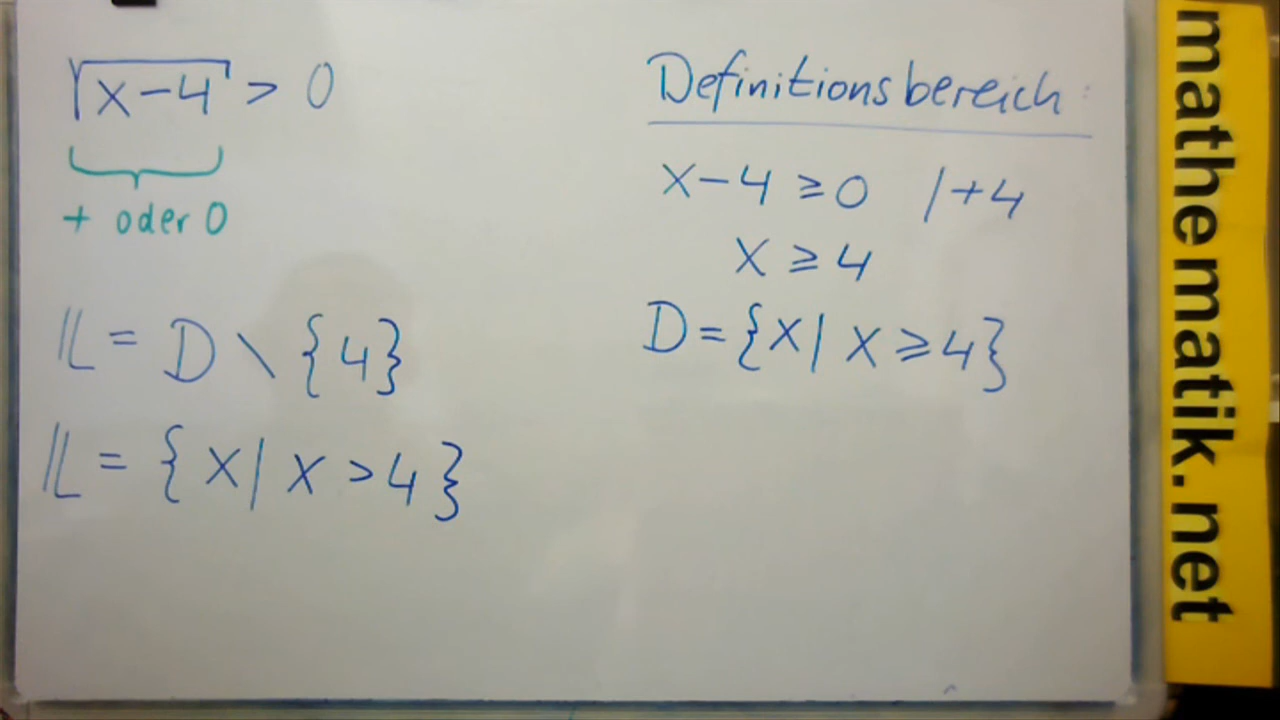 √(x-4) > 0
+ oder 0
𝕃 = D \ {4}
𝕃 = {x| x > 4}
Definitionsbereich:
x-4 ≥ 0 |+4
x ≥ 4
D = {x| x ≥ 4}
mathematik.net